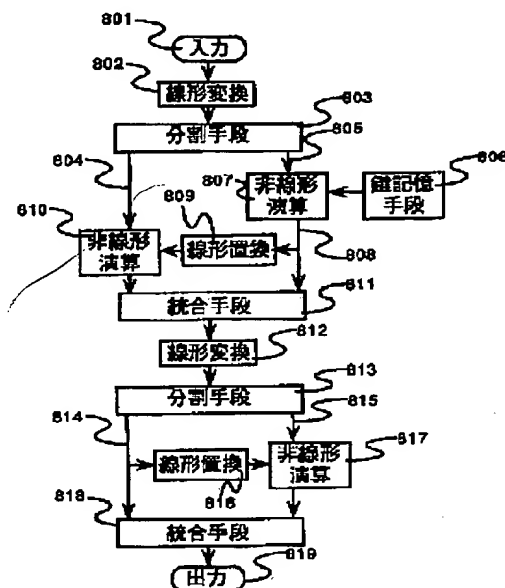 801
入力
802
線形変換
803
分割手段
805
804
807
非線形
演算
806
鍵記憶
手段
809
810
非線形
演算
線形置換
808
811
統合手段
812
線形変換
813
分割手段
815
814
817
線形置換
816
非線形
演算
818
統合手段
819
出力